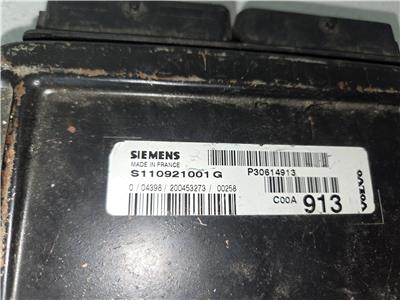 SIEMENS
MADE IN FRANCE
S110921001 G
0 / 04398 / 200453273 / 00258
P30614913
C00A 913
VOLVO